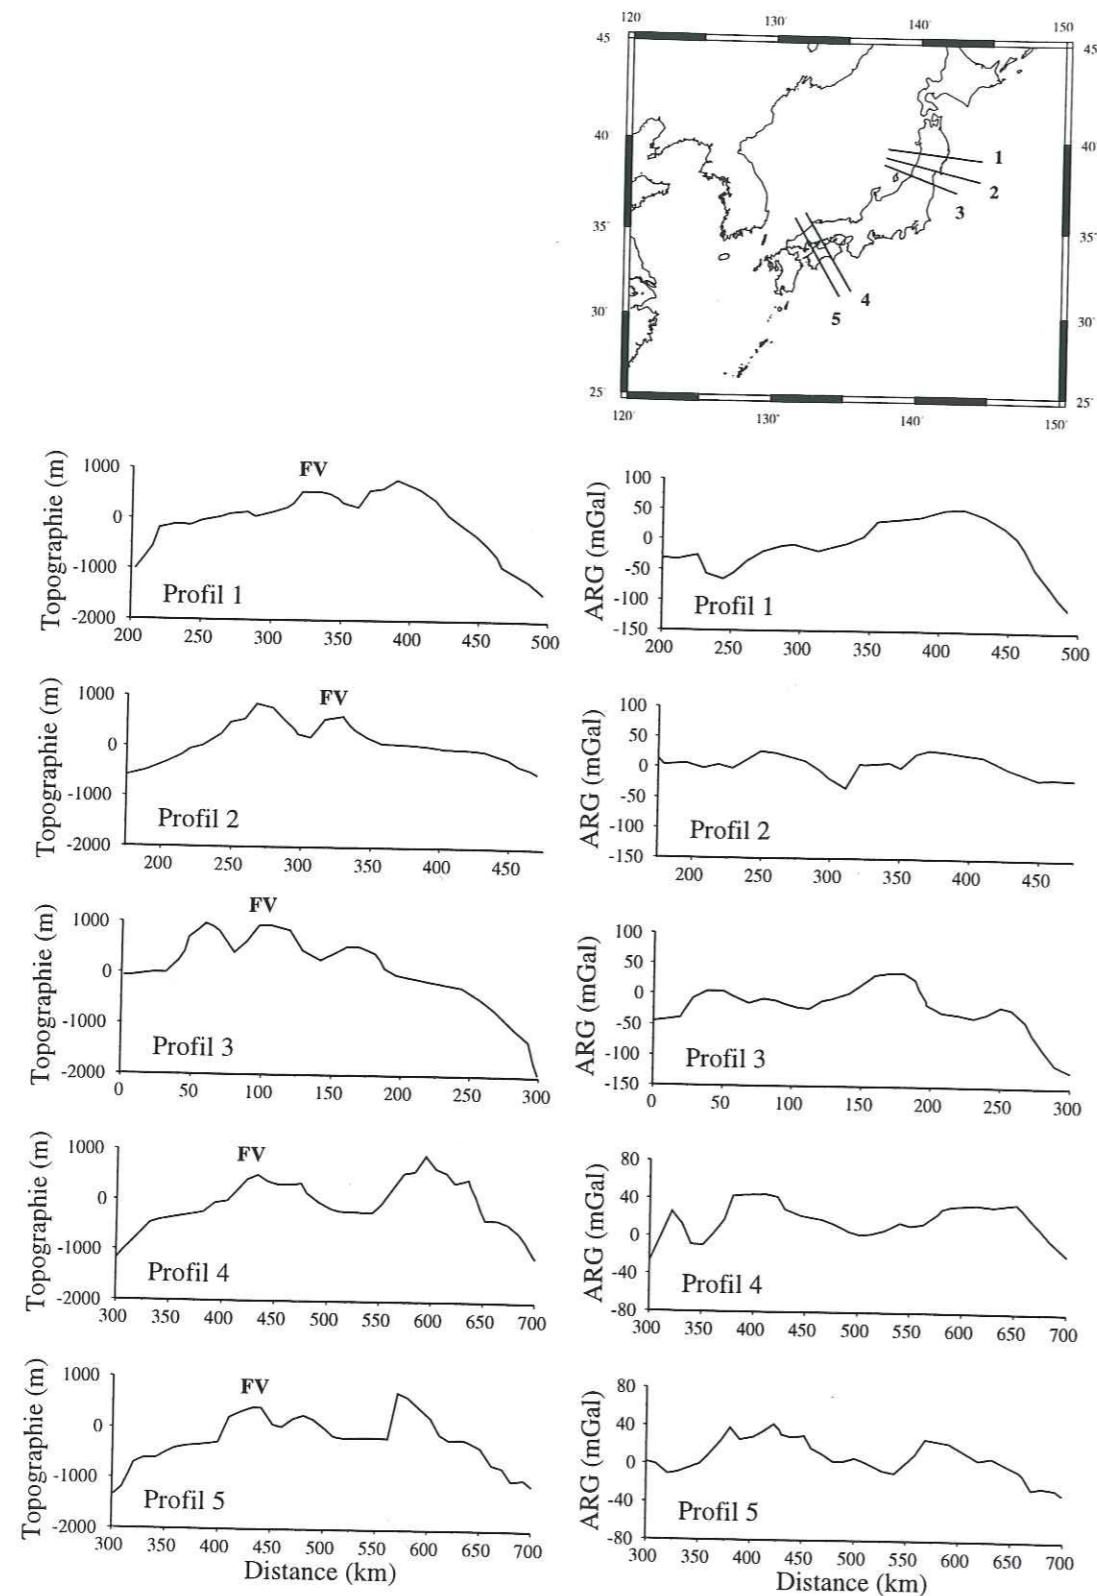 120 130· 140· 150
45 45·
40· 40·
1
2
3
35· 35·
4
5
30· 30·
25· 25·
120· 130· 140· 150·
Topographie (m)
1000
0
-1000
-2000
FV
Profil 1
200 250 300 350 400 450 500
ARG (mGal)
100
50
0
-50
-100
-150
Profil 1
200 250 300 350 400 450 500
Topographie (m)
1000
0
-1000
-2000
FV
Profil 2
200 250 300 350 400 450
ARG (mGal)
100
50
0
-50
-100
-150
Profil 2
200 250 300 350 400 450
Topographie (m)
1000
0
-1000
-2000
FV
Profil 3
0 50 100 150 200 250 300
ARG (mGal)
100
50
0
-50
-100
-150
Profil 3
0 50 100 150 200 250 300
Topographie (m)
1000
0
-1000
-2000
FV
Profil 4
300 350 400 450 500 550 600 650 700
ARG (mGal)
80
40
0
-40
-80
Profil 4
300 350 400 450 500 550 600 650 700
Topographie (m)
1000
0
-1000
-2000
FV
Profil 5
300 350 400 450 500 550 600 650 700
Distance (km)
ARG (mGal)
80
40
0
-40
-80
Profil 5
300 350 400 450 500 550 600 650 700
Distance (km)